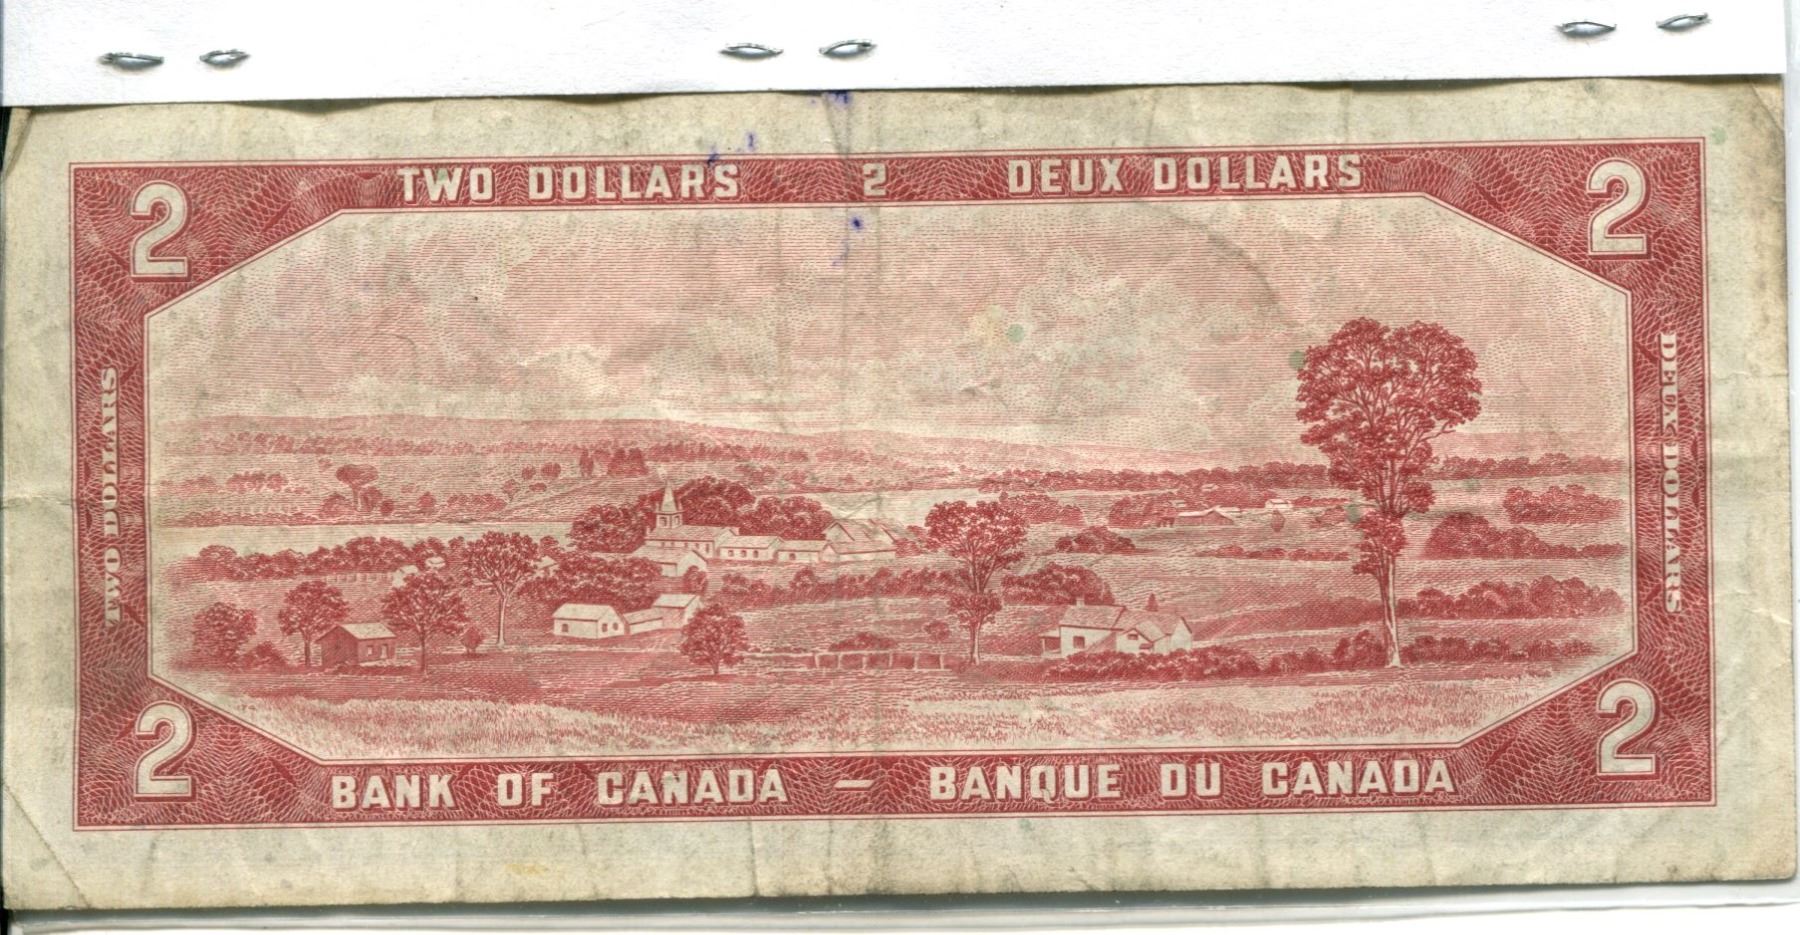 TWO DOLLARS 2 DEUX DOLLARS
2 2
TWO DOLLARS
DEUX DOLLARS
2 2
BANK OF CANADA — BANQUE DU CANADA